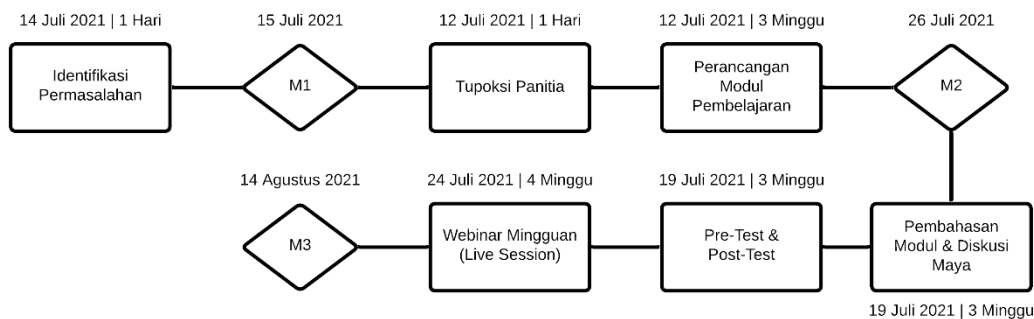 14 Juli 2021 | 1 Hari
Identifikasi
Permasalahan
15 Juli 2021
M1
12 Juli 2021 | 1 Hari
Tupoksi Panitia
12 Juli 2021 | 3 Minggu
Perancangan
Modul
Pembelajaran
26 Juli 2021
M2
Pembahasan
Modul & Diskusi
Maya
19 Juli 2021 | 3 Minggu
19 Juli 2021 | 3 Minggu
Pre-Test &
Post-Test
24 Juli 2021 | 4 Minggu
Webinar Mingguan
(Live Session)
14 Agustus 2021
M3